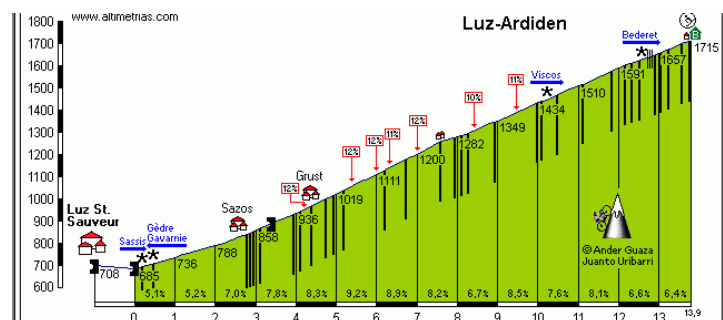 www.altimetrias.com
Luz-Ardiden
1800
1700
1600
1500
1400
1300
1200
1100
1000
900
800
700
600
Luz St.
Sauveur
Sassis
Gèdre
Gavarnie
Sazos
Grust
Viscos
Bederet
B
12%
12%
12%
11%
12%
10%
11%
708
685
736
788
858
936
1019
1111
1200
1282
1349
1434
1510
1591
1657
1715
©Ander Guaza
Juanto Uribarri
5,1% 5,2% 7,0% 7,8% 8,3% 9,2% 8,9% 8,2% 6,7% 8,5% 7,6% 8,1% 6,6% 6,4%
0 1 2 3 4 5 6 7 8 9 10 11 12 13 13,9